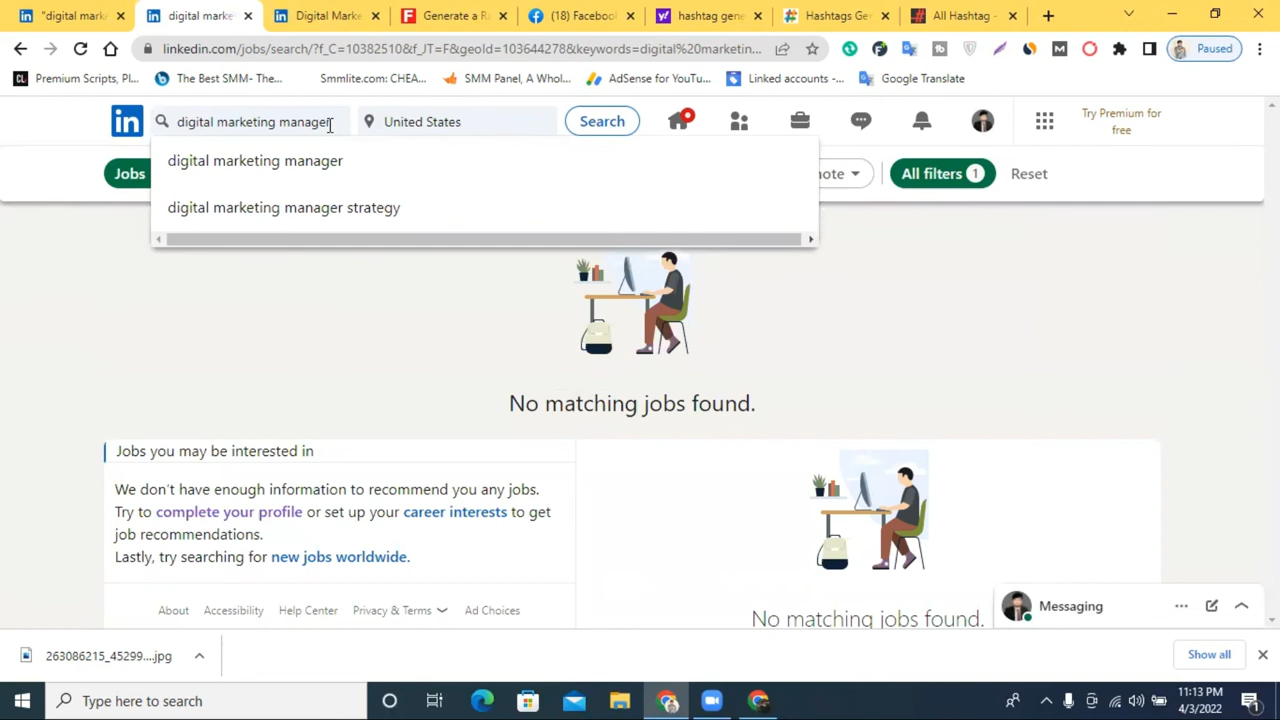 "digital mark
digital marke
Digital Marke
Generate a R
(18) Facebook
hashtag gene
Hashtags Ge
All Hashtag -
linkedin.com/jobs/search/?f_C=10382510&f_JT=F&geoId=103644278&keywords=digital%20marketin...
Paused
Premium Scripts, Pl...
The Best SMM- The...
Smmlite.com: CHEA...
SMM Panel, A Whol...
AdSense for YouTu...
Linked accounts -...
Google Translate
in
digital marketing manager
United States
Search
Try Premium for
free
digital marketing manager
digital marketing manager strategy
Jobs
note
All filters 1
Reset
No matching jobs found.
Jobs you may be interested in
We don't have enough information to recommend you any jobs.
Try to complete your profile or set up your career interests to get
job recommendations.
Lastly, try searching for new jobs worldwide.
No matching jobs found.
About Accessibility Help Center Privacy & Terms Ad Choices
Messaging
263086215_45299....jpg
Show all
Type here to search
11:13 PM
4/3/2022